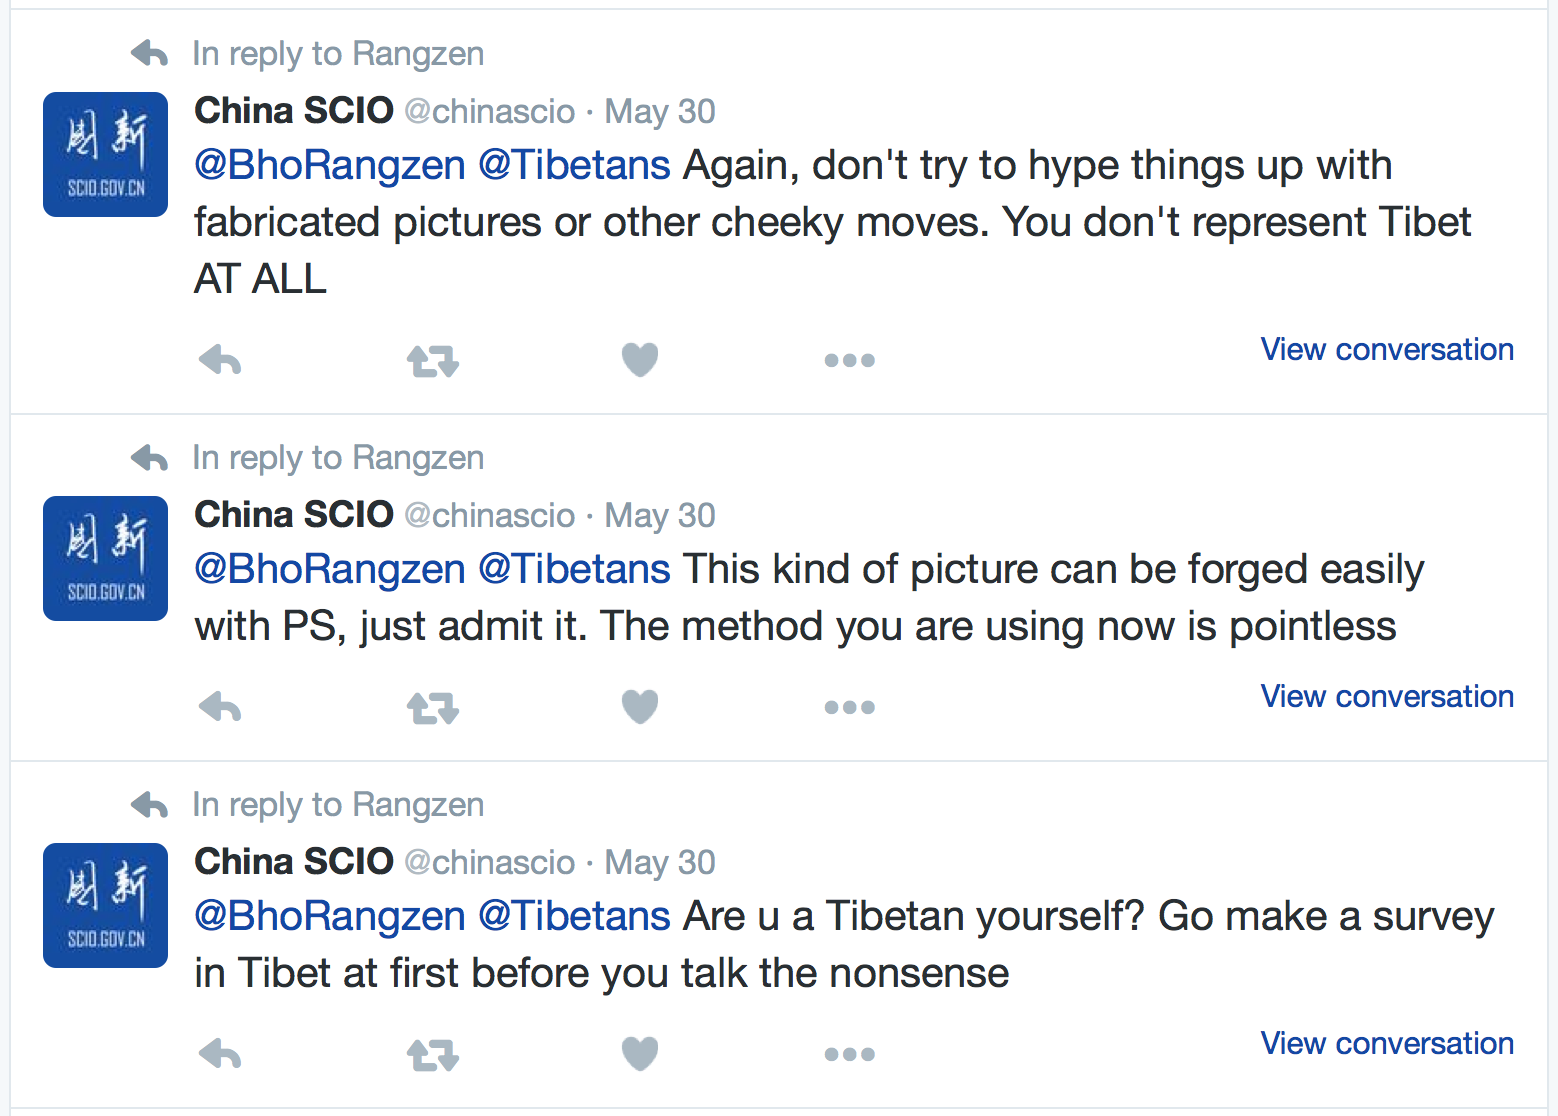 In reply to Rangzen
China SCIO @chinascio · May 30
国新
SCIO.GOV.CN
@BhoRangzen @Tibetans Again, don't try to hype things up with
fabricated pictures or other cheeky moves. You don't represent Tibet
AT ALL
View conversation
In reply to Rangzen
China SCIO @chinascio · May 30
国新
SCIO.GOV.CN
@BhoRangzen @Tibetans This kind of picture can be forged easily
with PS, just admit it. The method you are using now is pointless
View conversation
In reply to Rangzen
China SCIO @chinascio · May 30
国新
SCIO.GOV.CN
@BhoRangzen @Tibetans Are u a Tibetan yourself? Go make a survey
in Tibet at first before you talk the nonsense
View conversation